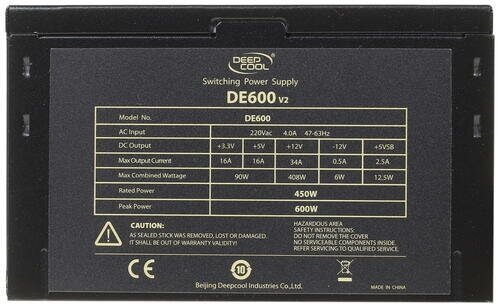 DEEP
COOL
Switching Power Supply
DE600 V2
Model No. DE600
AC Input 220Vac 4.0A 47-63Hz
DC Output +3.3V +5V +12V -12V +5VSB
Max Output Current 16A 16A 34A 0.5A 2.5A
Max Combined Wattage 90W 408W 6W 12.5W
Rated Power 450W
Peak Power 600W
CAUTION:
AS SEALED STICK WAS REMOVED, LOST OR DAMAGED,
IT SHALL BE OUT OF WARRANTY AUTOMATICALLY.
HAZARDOUS AREA
SAFETY INSTRUCTIONS:
DO NOT REMOVE THE COVER
NO SERVICEABLE COMPONENTS INSIDE.
REFER TO QUALIFIED SERVICE.
CE
10
Beijing Deepcool Industries Co.,Ltd.
MADE IN CHINA